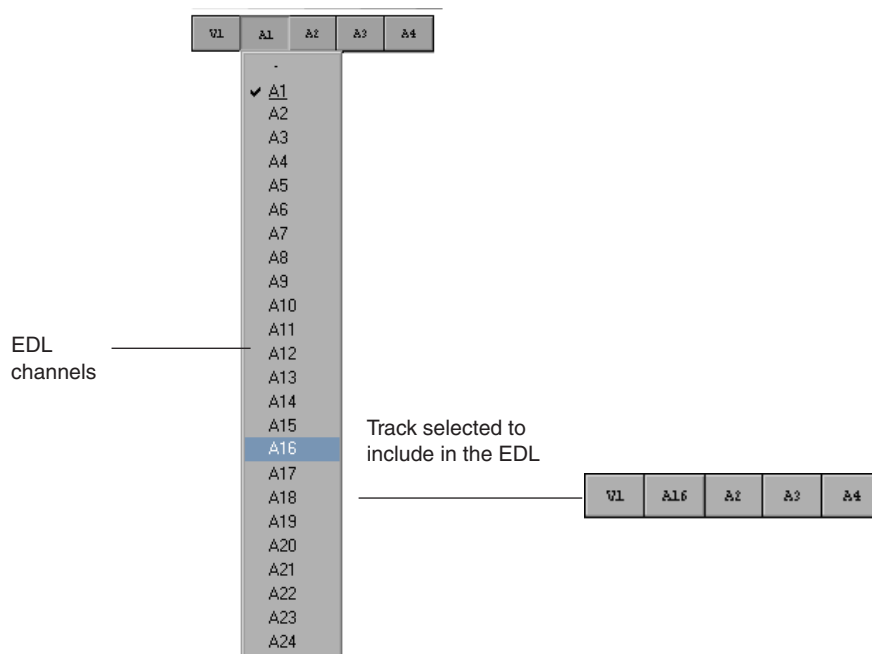 V1 A1 A2 A3 A4
-
✔ A1
A2
A3
A4
A5
A6
A7
A8
A9
A10
A11
A12
A13
A14
A15
A16
A17
A18
A19
A20
A21
A22
A23
A24
EDL
channels
Track selected to
include in the EDL
V1 A16 A2 A3 A4